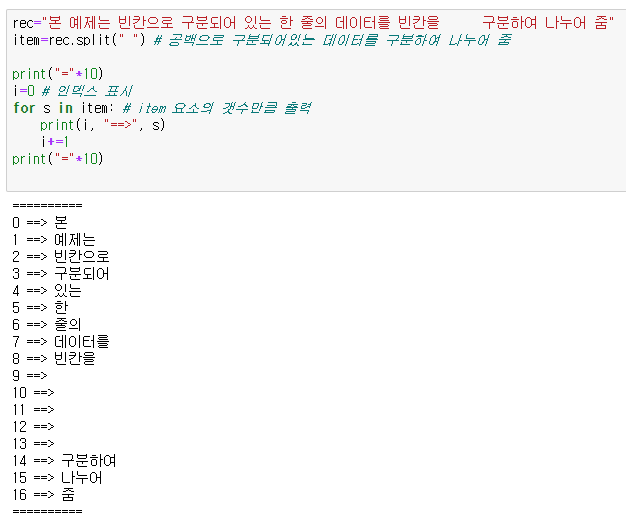 rec="본 예제는 빈칸으로 구분되어 있는 한 줄의 데이터를 빈칸을      구분하여 나누어 줌"
item=rec.split(" ") # 공백으로 구분되어있는 데이터를 구분하여 나누어 줌
print("="*10)
i=0 # 인덱스 표시
for s in item: # item 요소의 갯수만큼 출력
    print(i, "==>", s)
    i+=1
print("="*10)
==========
0 ==> 본
1 ==> 예제는
2 ==> 빈칸으로
3 ==> 구분되어
4 ==> 있는
5 ==> 한
6 ==> 줄의
7 ==> 데이터를
8 ==> 빈칸을
9 ==>
10 ==>
11 ==>
12 ==>
13 ==>
14 ==> 구분하여
15 ==> 나누어
16 ==> 줌
==========